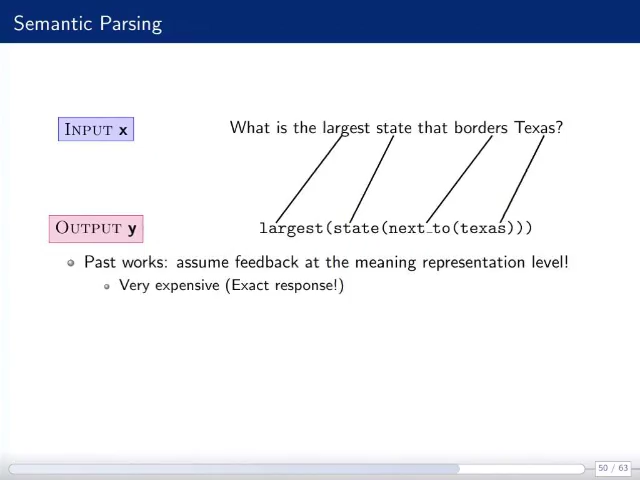 Semantic Parsing
INPUT x
What is the largest state that borders Texas?
OUTPUT y
largest(state(next_to(texas)))
Past works: assume feedback at the meaning representation level!
Very expensive (Exact response!)
50 / 63